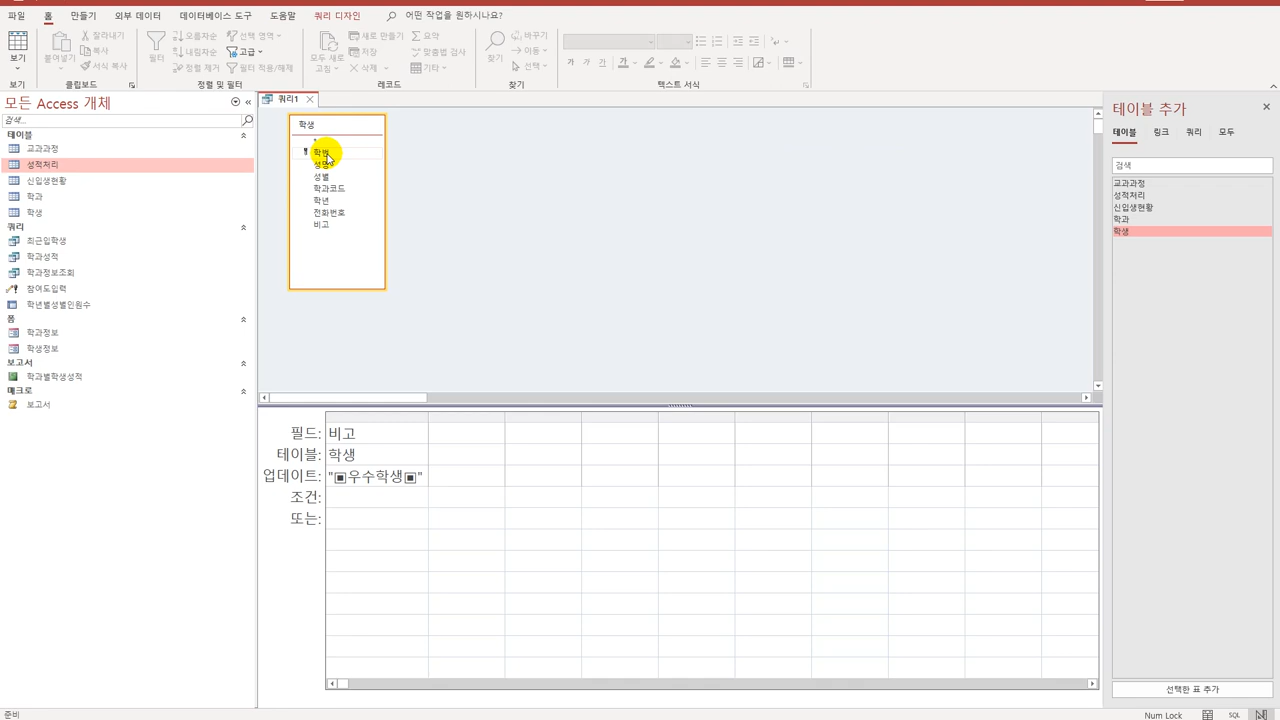 파일 홈 만들기 외부 데이터 데이터베이스 도구 도움말 쿼리 디자인 어떤 작업을 원하시나요?
보기 붙여넣기 잘라내기 복사 서식 복사
필터 오름차순 내림차순 정렬 제거 선택 영역 고급 필터 적용/해제
모두 새로 고침 새로 만들기 저장 삭제 요약 맞춤법 검사 기타
찾기 바꾸기 이동 선택
가 가 가 가
보기 클립보드 정렬 및 필터 레코드 찾기 텍스트 서식
모든 Access 개체
검색...
테이블
교과과정
성적처리
신입생현황
학과
학생
쿼리
최근입학생
학과성적
학과정보조회
참여도입력
학년별성별인원수
폼
학과정보
학생정보
보고서
학과별학생성적
매크로
보고서
쿼리1
학생
*
학번
성명
성별
학과코드
학년
전화번호
비고
필드: 비고
테이블: 학생
업데이트: "▣우수학생▣"
조건:
또는:
테이블 추가
테이블 링크 쿼리 모두
검색
교과과정
성적처리
신입생현황
학과
학생
선택한 표 추가
준비
Num Lock SQL